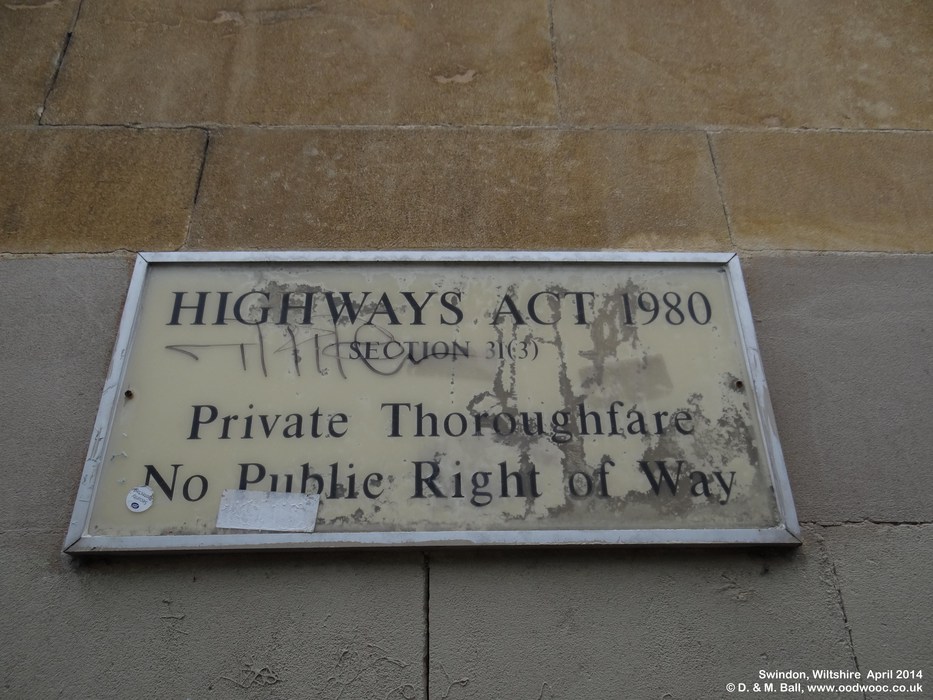 HIGHWAYS ACT 1980
SECTION 31(3)
Private Thoroughfare
No Public Right of Way
Swindon, Wiltshire April 2014
© D. & M. Ball, www.oodwooc.co.uk